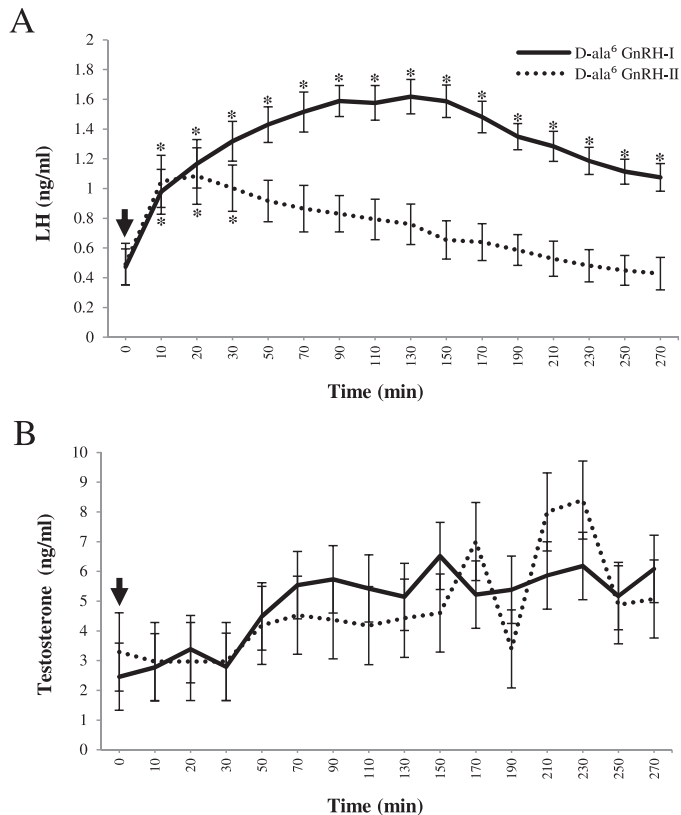 A
D-ala⁶ GnRH-I
D-ala⁶ GnRH-II
LH (ng/ml)
2
1.8
1.6
1.4
1.2
1
0.8
0.6
0.4
0.2
0
* * * * * * * * * * * * * * *
* * *
0 10 20 30 50 70 90 110 130 150 170 190 210 230 250 270
Time (min)
B
Testosterone (ng/ml)
10
9
8
7
6
5
4
3
2
1
0
0 10 20 30 50 70 90 110 130 150 170 190 210 230 250 270
Time (min)